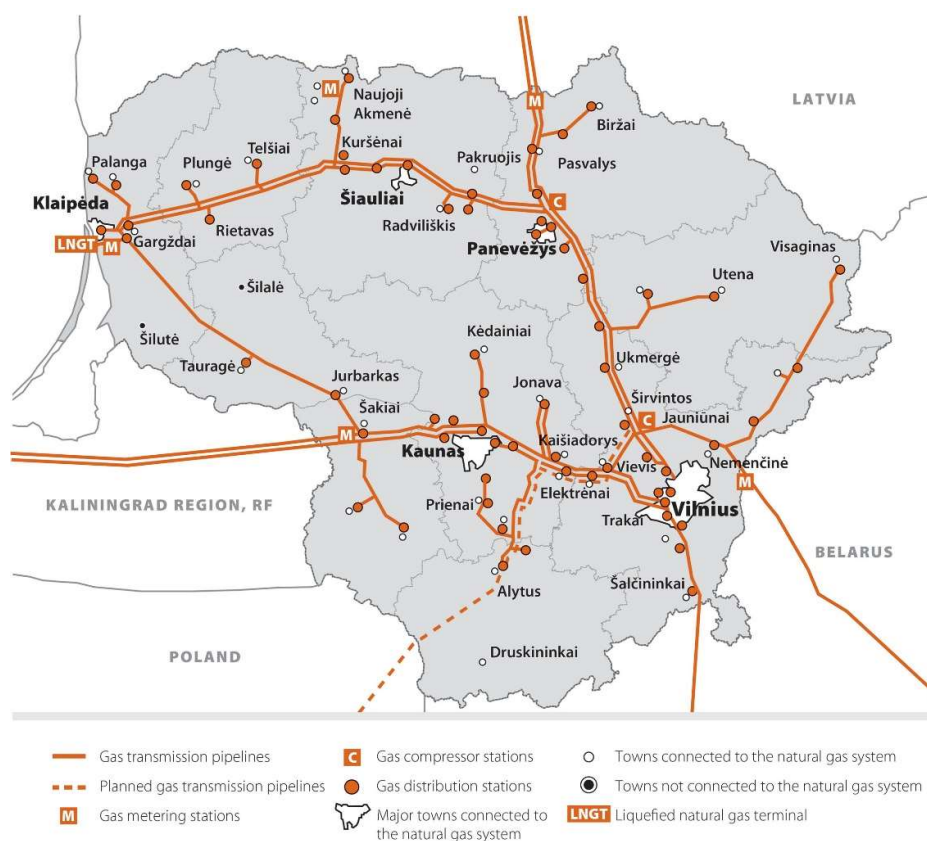 LATVIA
M
Naujoji
Akmenė
M
Biržai
Palanga
Plungė
Telšiai
Kuršėnai
Pakruojis
Pasvalys
Klaipėda
Šiauliai
C
LNGT
M
Gargždai
Rietavas
Radviliškis
Panevėžys
Visaginas
Šilalė
Utena
Šilutė
Kėdainiai
Tauragė
Ukmergė
Jurbarkas
Jonava
Širvintos
Šakiai
C
Jauniūnai
M
Kaunas
Kaišiadorys
Vievis
Nemenčinė
M
KALININGRAD REGION, RF
Prienai
Elektrėnai
Vilnius
Trakai
BELARUS
Alytus
Šalčininkai
POLAND
Druskininkai
Gas transmission pipelines
Planned gas transmission pipelines
M Gas metering stations
C Gas compressor stations
Gas distribution stations
Major towns connected to
the natural gas system
Towns connected to the natural gas system
Towns not connected to the natural gas system
LNGT Liquefied natural gas terminal